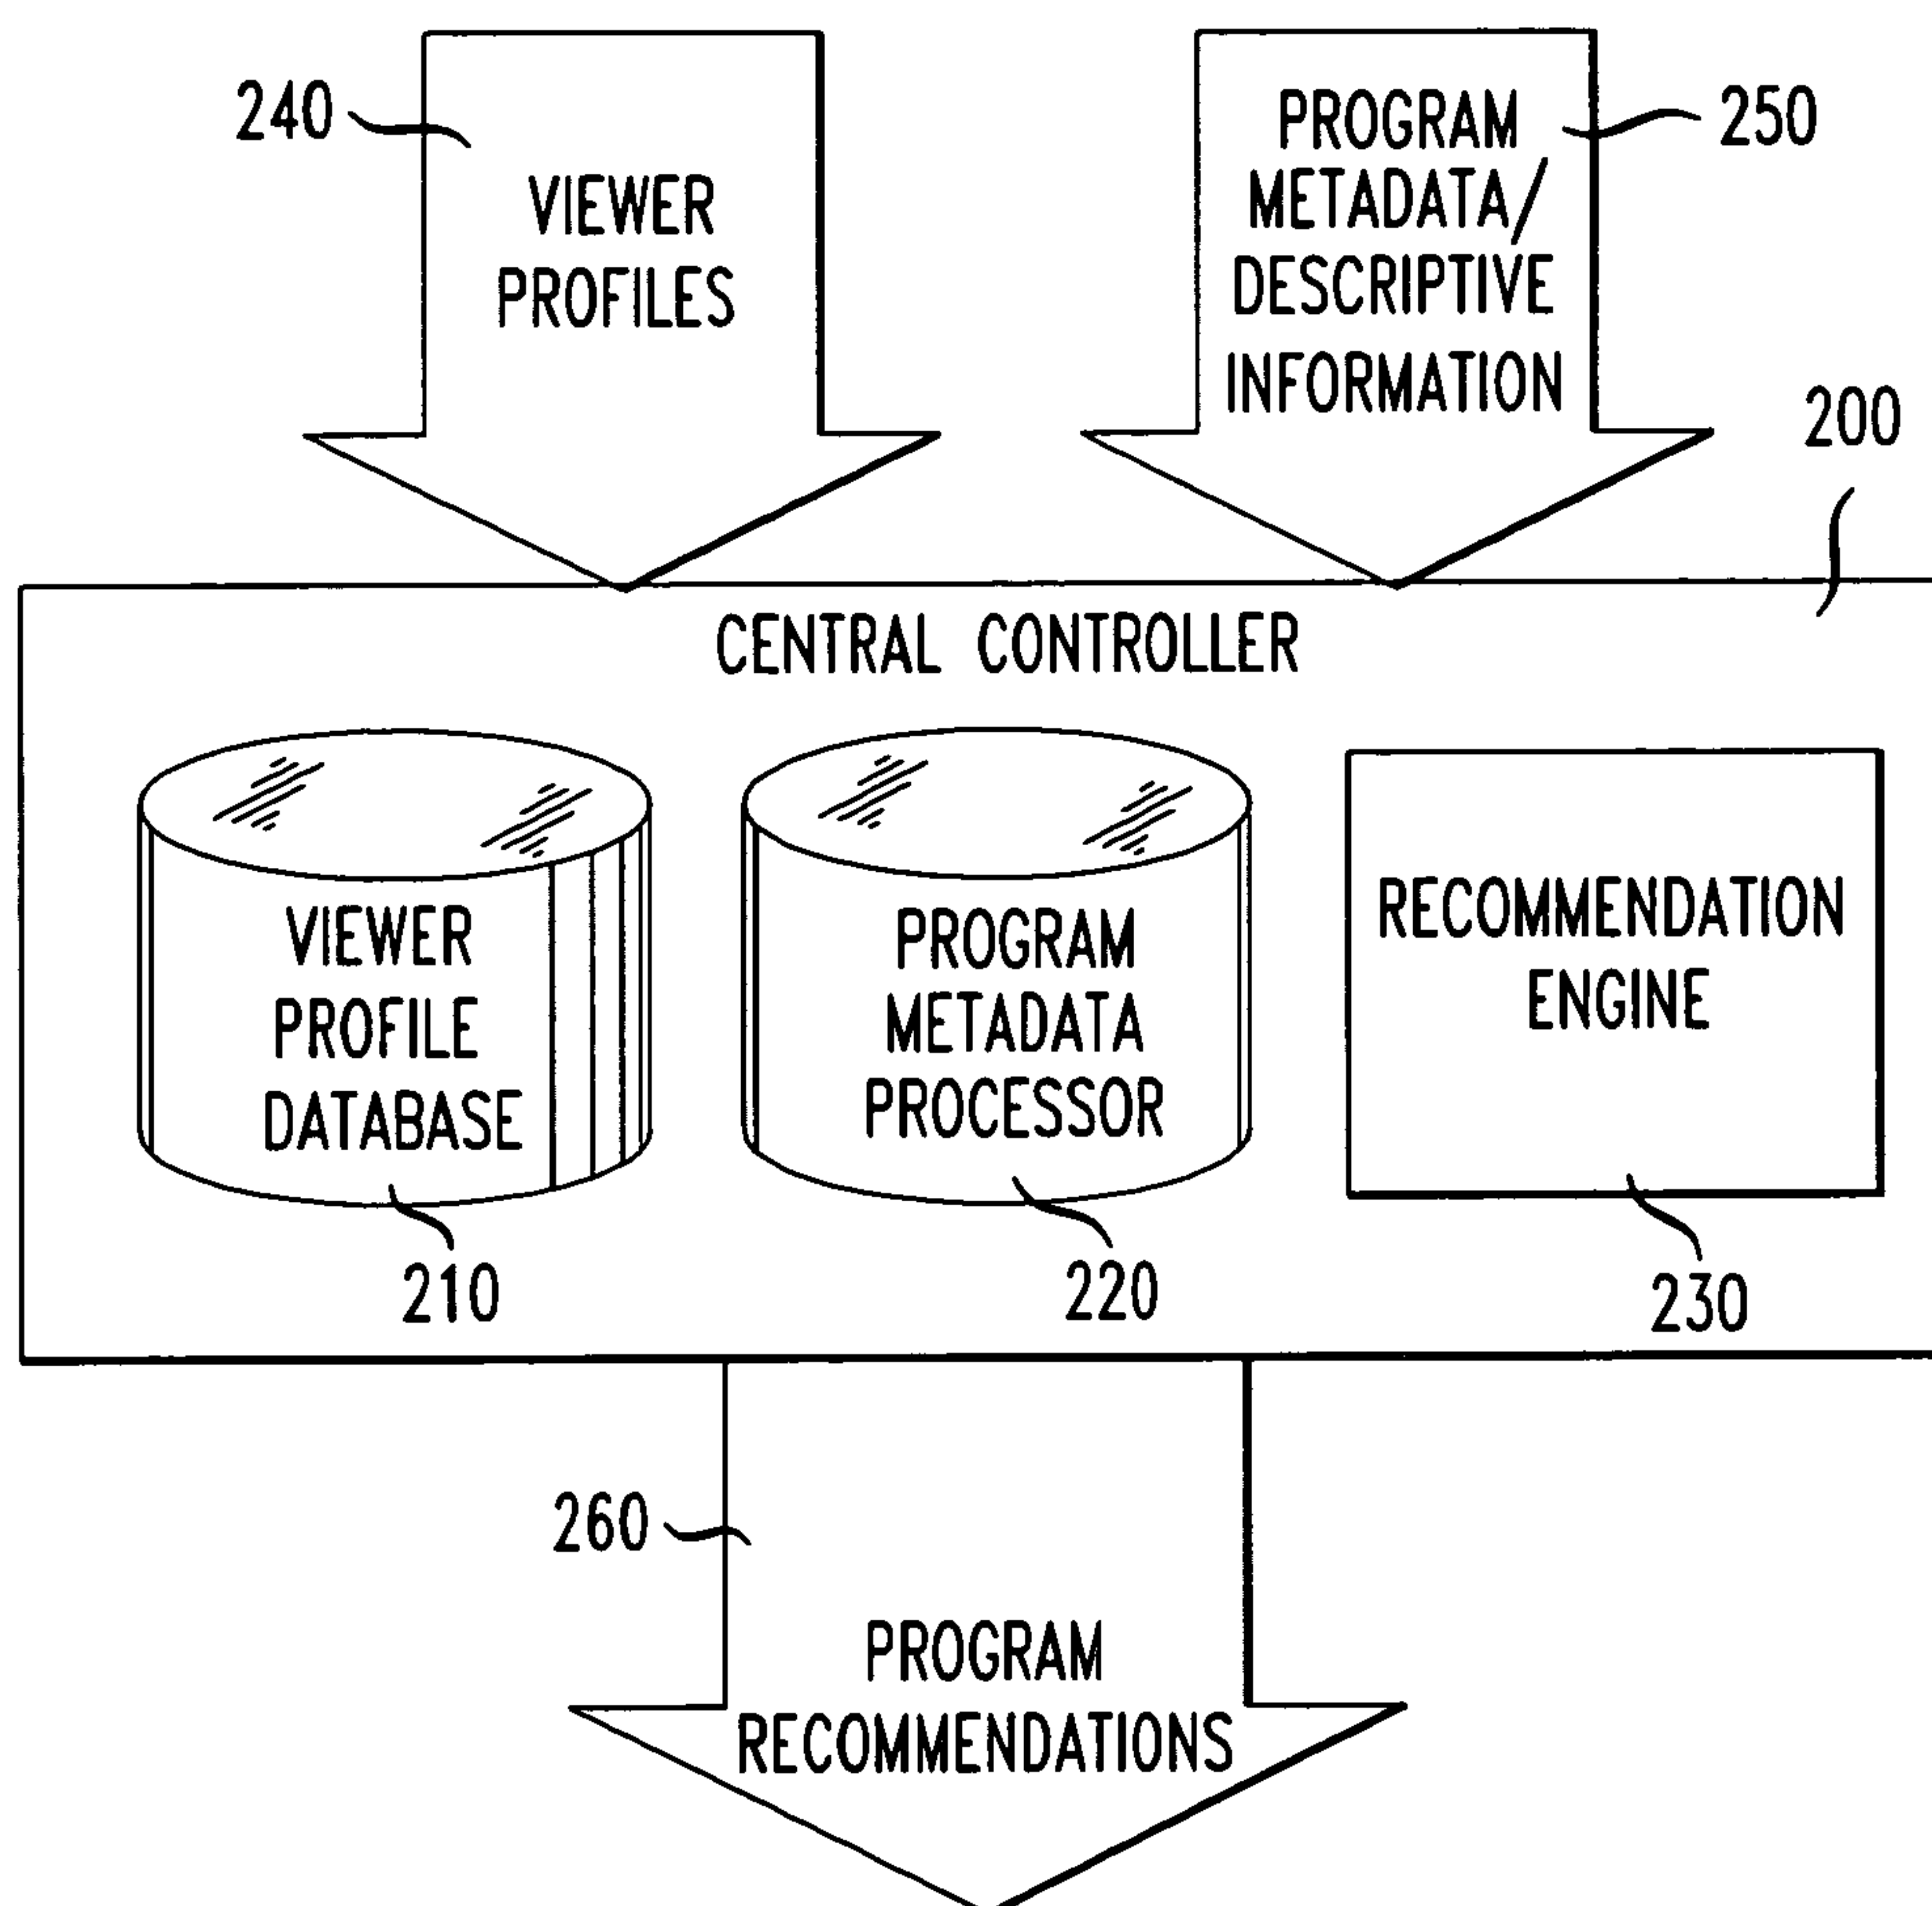 240
VIEWER
PROFILES
PROGRAM
METADATA/
DESCRIPTIVE
INFORMATION
250
200
CENTRAL CONTROLLER
VIEWER
PROFILE
DATABASE
210
PROGRAM
METADATA
PROCESSOR
220
RECOMMENDATION
ENGINE
230
260
PROGRAM
RECOMMENDATIONS